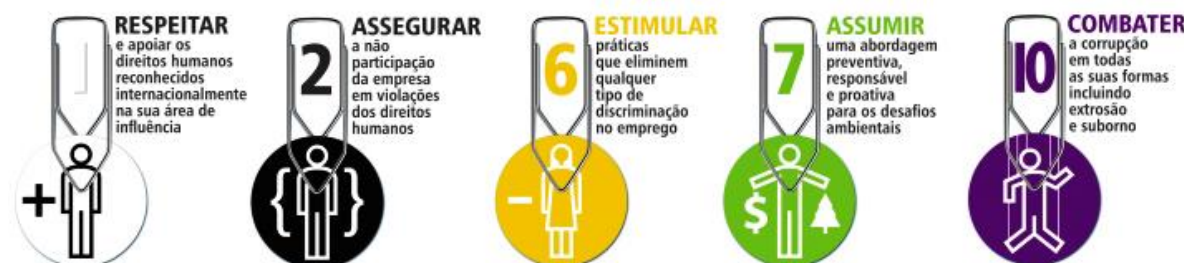 1
RESPEITAR
e apoiar os
direitos humanos
reconhecidos
internacionalmente
na sua área de
influência
+
2
ASSEGURAR
a não
participação
da empresa
em violações
dos direitos
humanos
{ }
6
ESTIMULAR
práticas
que eliminem
qualquer
tipo de
discriminação
no emprego
-
7
ASSUMIR
uma abordagem
preventiva,
responsável
e proativa
para os desafios
ambientais
$
10
COMBATER
a corrupção
em todas
as suas formas
incluindo
extrosão
e suborno